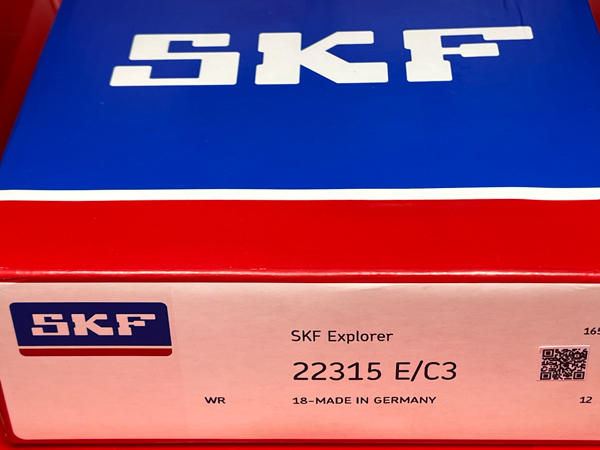 SKF
SKF
SKF Explorer
165
22315 E/C3
WR 18-MADE IN GERMANY 12